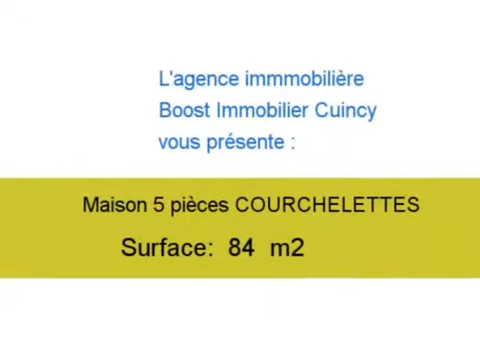 L'agence immmobilière
Boost Immobilier Cuincy
vous présente :
Maison 5 pièces COURCHELETTES
Surface: 84 m2